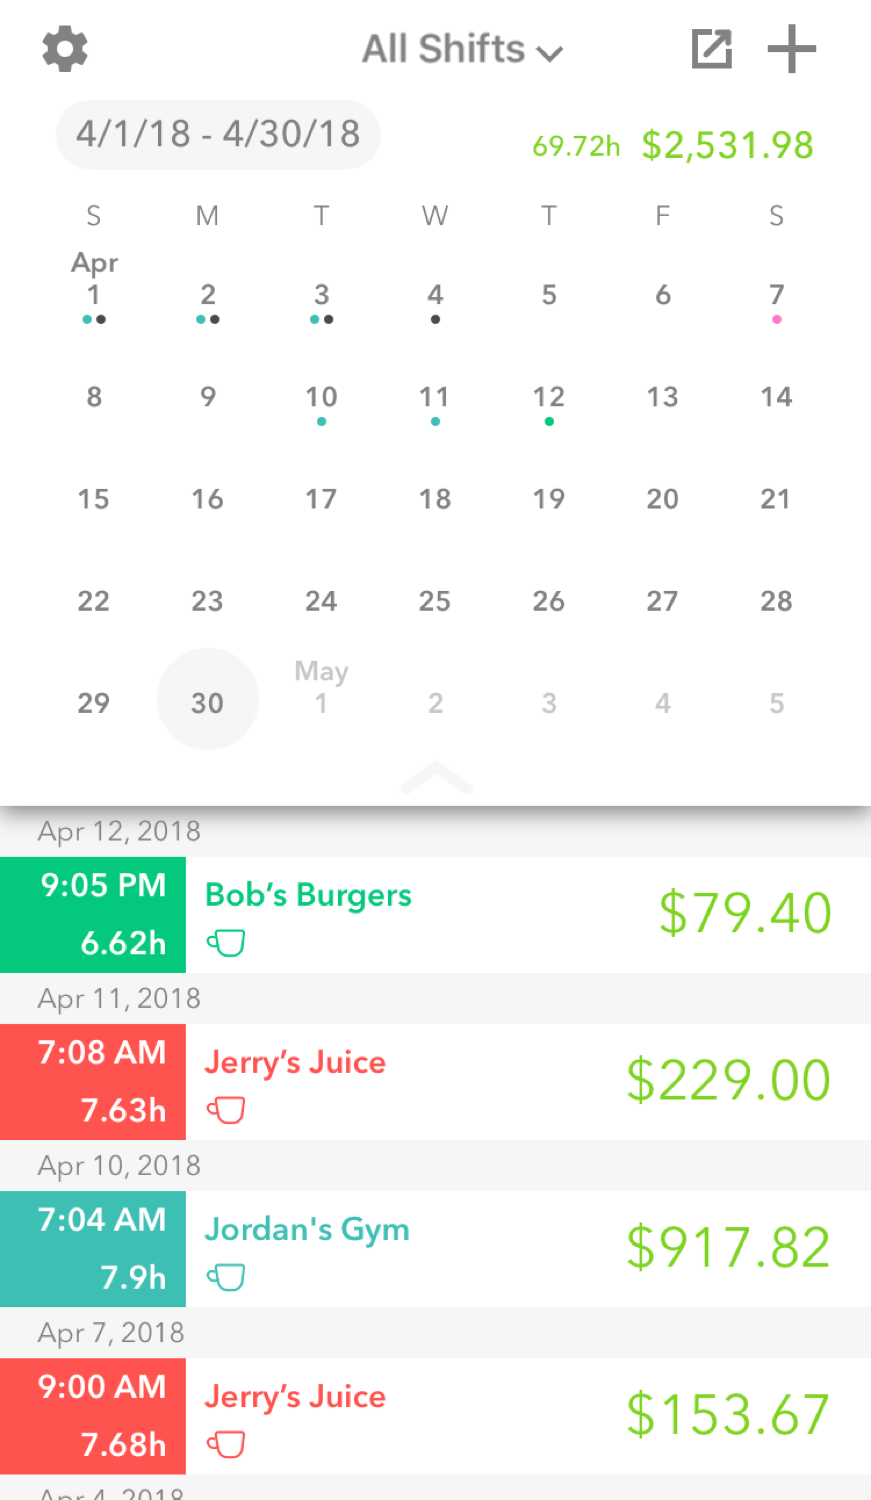 All Shifts
4/1/18 - 4/30/18
69.72h $2,531.98
S M T W T F S
Apr
1 2 3 4 5 6 7
8 9 10 11 12 13 14
15 16 17 18 19 20 21
22 23 24 25 26 27 28
May
29 30 1 2 3 4 5
Apr 12, 2018
9:05 PM
6.62h
Bob’s Burgers
$79.40
Apr 11, 2018
7:08 AM
7.63h
Jerry’s Juice
$229.00
Apr 10, 2018
7:04 AM
7.9h
Jordan's Gym
$917.82
Apr 7, 2018
9:00 AM
7.68h
Jerry’s Juice
$153.67
Apr 4, 2018